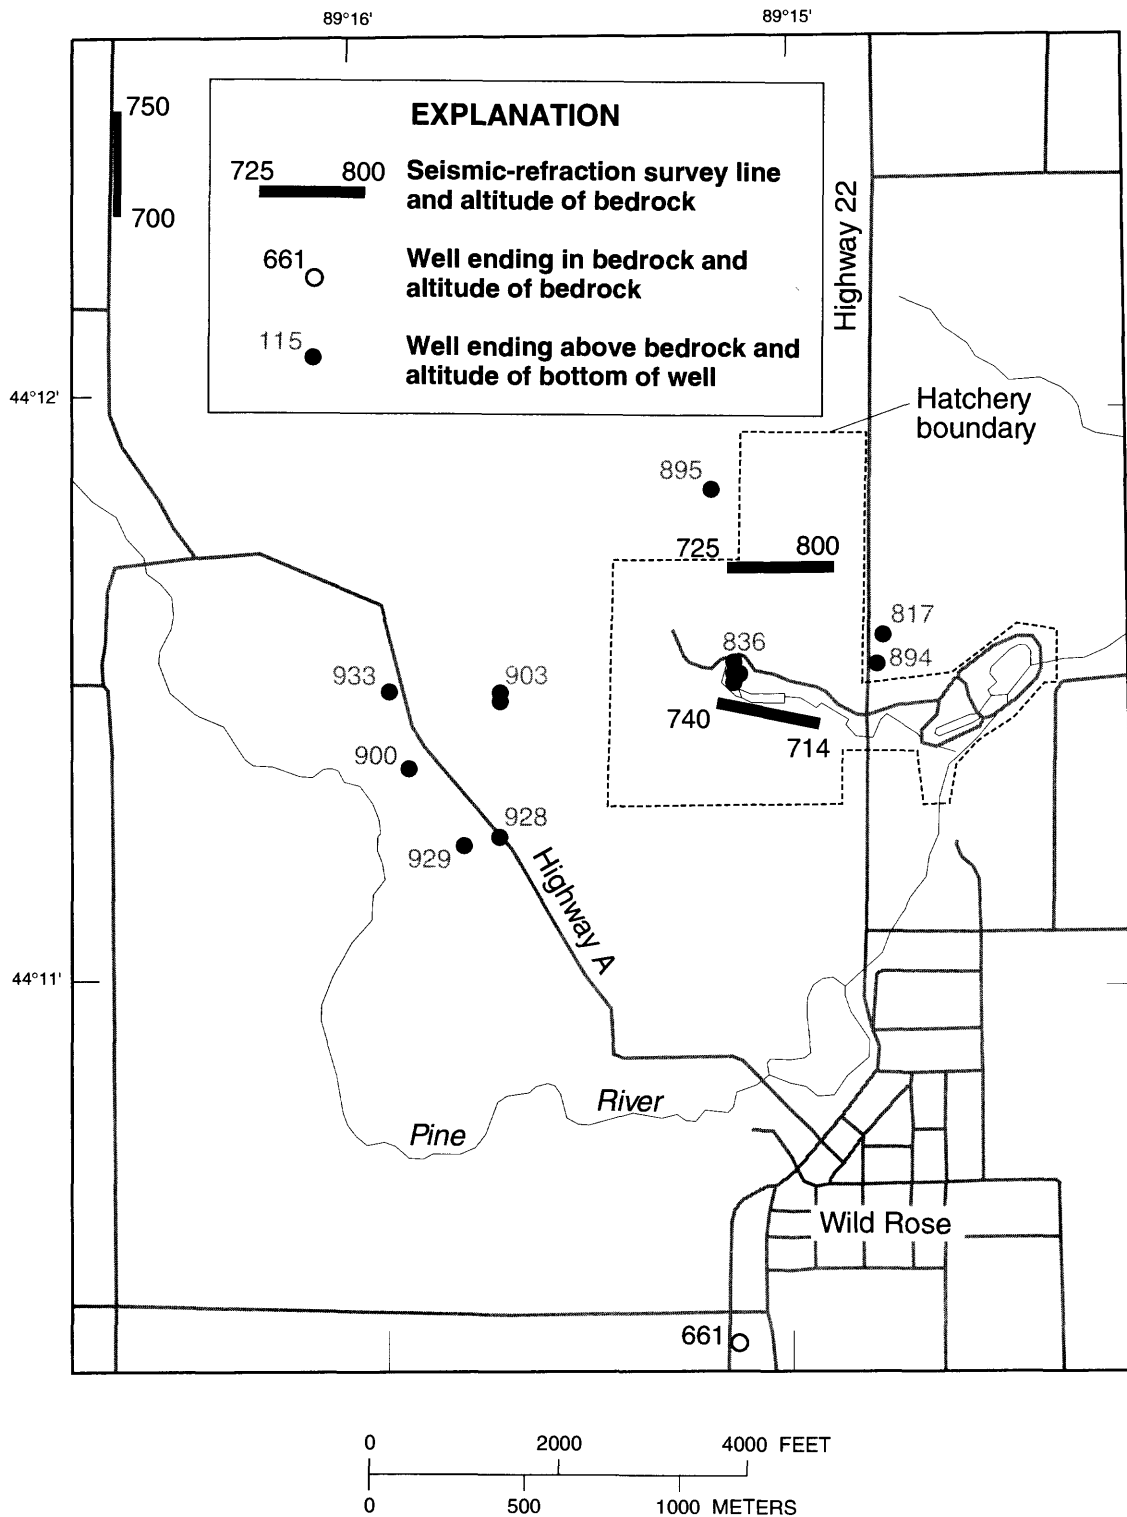 89°16'
89°15'
750
700
EXPLANATION
725 800
Seismic-refraction survey line
and altitude of bedrock
661
Well ending in bedrock and
altitude of bedrock
115
Well ending above bedrock and
altitude of bottom of well
Highway 22
44°12'
Hatchery
boundary
895
725 800
817
836
894
933
903
740
714
900
928
929
Highway A
44°11'
River
Pine
Wild Rose
661
0 2000 4000 FEET
0 500 1000 METERS